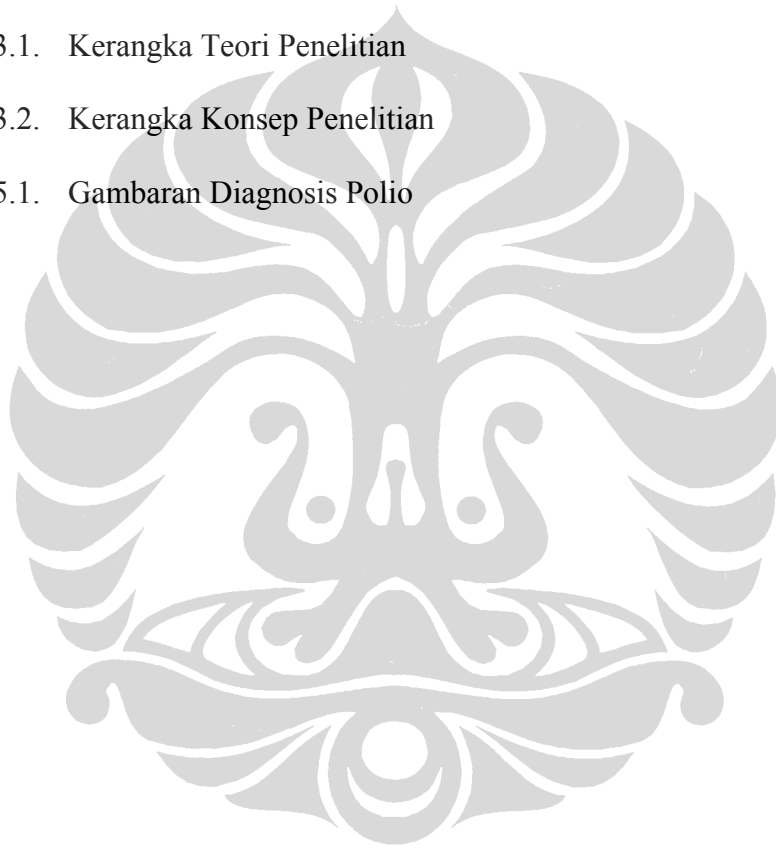 3.1. Kerangka Teori Penelitian
3.2. Kerangka Konsep Penelitian
5.1. Gambaran Diagnosis Polio